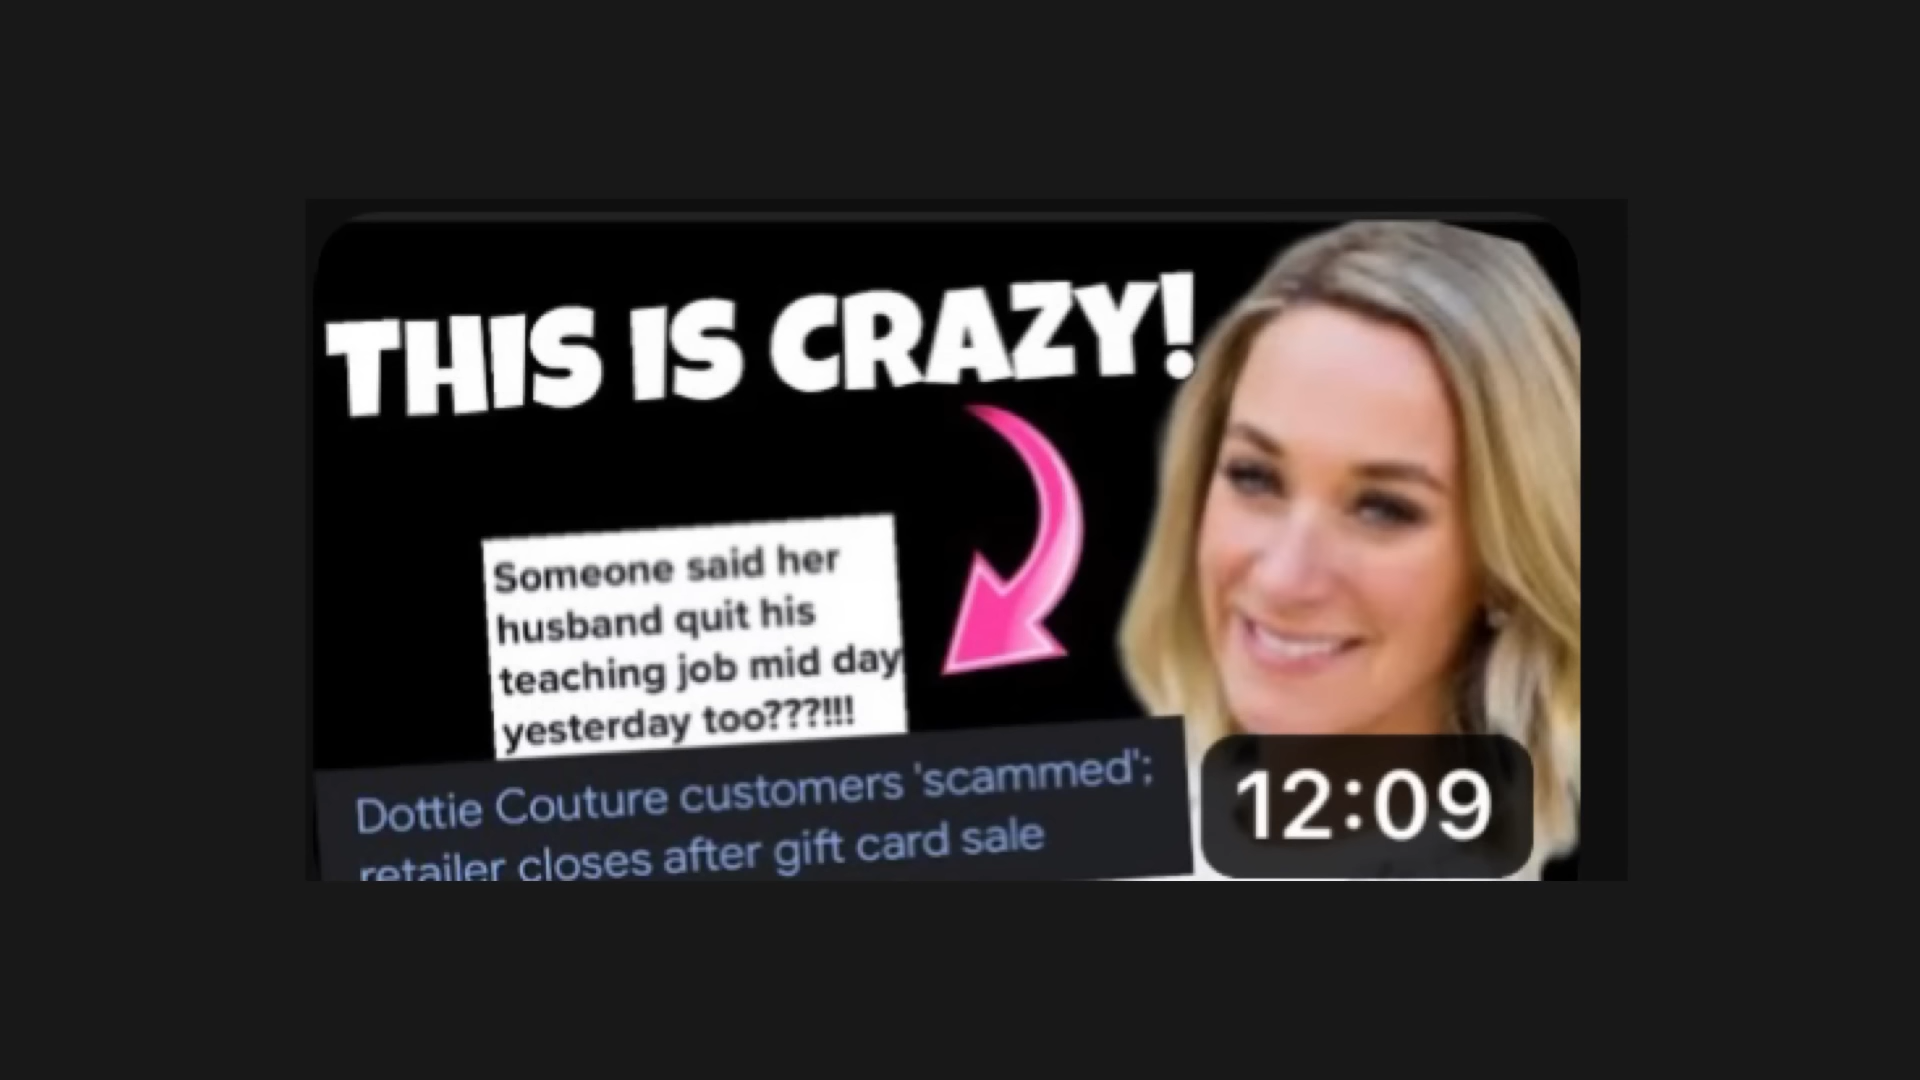 THIS IS CRAZY!
Someone said her
husband quit his
teaching job mid day
yesterday too???!!!
Dottie Couture customers 'scammed';
retailer closes after gift card sale
12:09